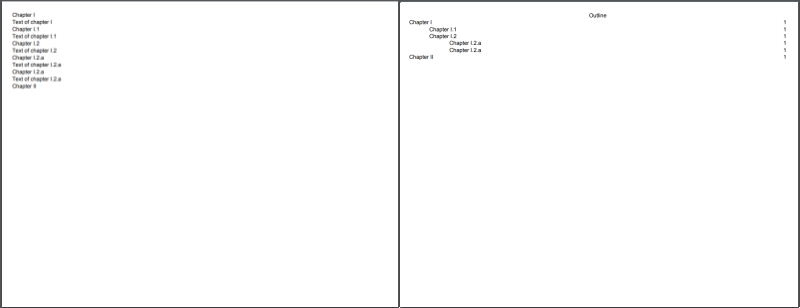 Chapter I
Text of chapter I
Chapter I.1
Text of chapter I.1
Chapter I.2
Text of chapter I.2
Chapter I.2.a
Text of chapter I.2.a
Chapter I.2.a
Text of chapter I.2.a
Chapter II
Outline
Chapter I 1
Chapter I.1 1
Chapter I.2 1
Chapter I.2.a 1
Chapter I.2.a 1
Chapter II 1